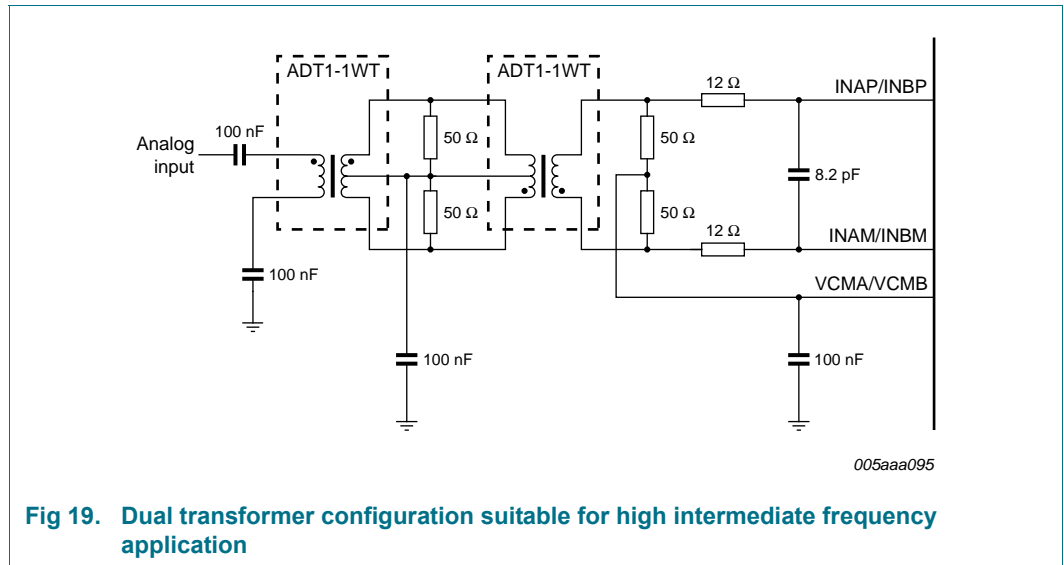 ADT1-1WT
ADT1-1WT
12 Ω
INAP/INBP
Analog
input
100 nF
50 Ω
50 Ω
50 Ω
50 Ω
8.2 pF
12 Ω
INAM/INBM
100 nF
VCMA/VCMB
100 nF
100 nF
005aaa095
Fig 19. Dual transformer configuration suitable for high intermediate frequency
application